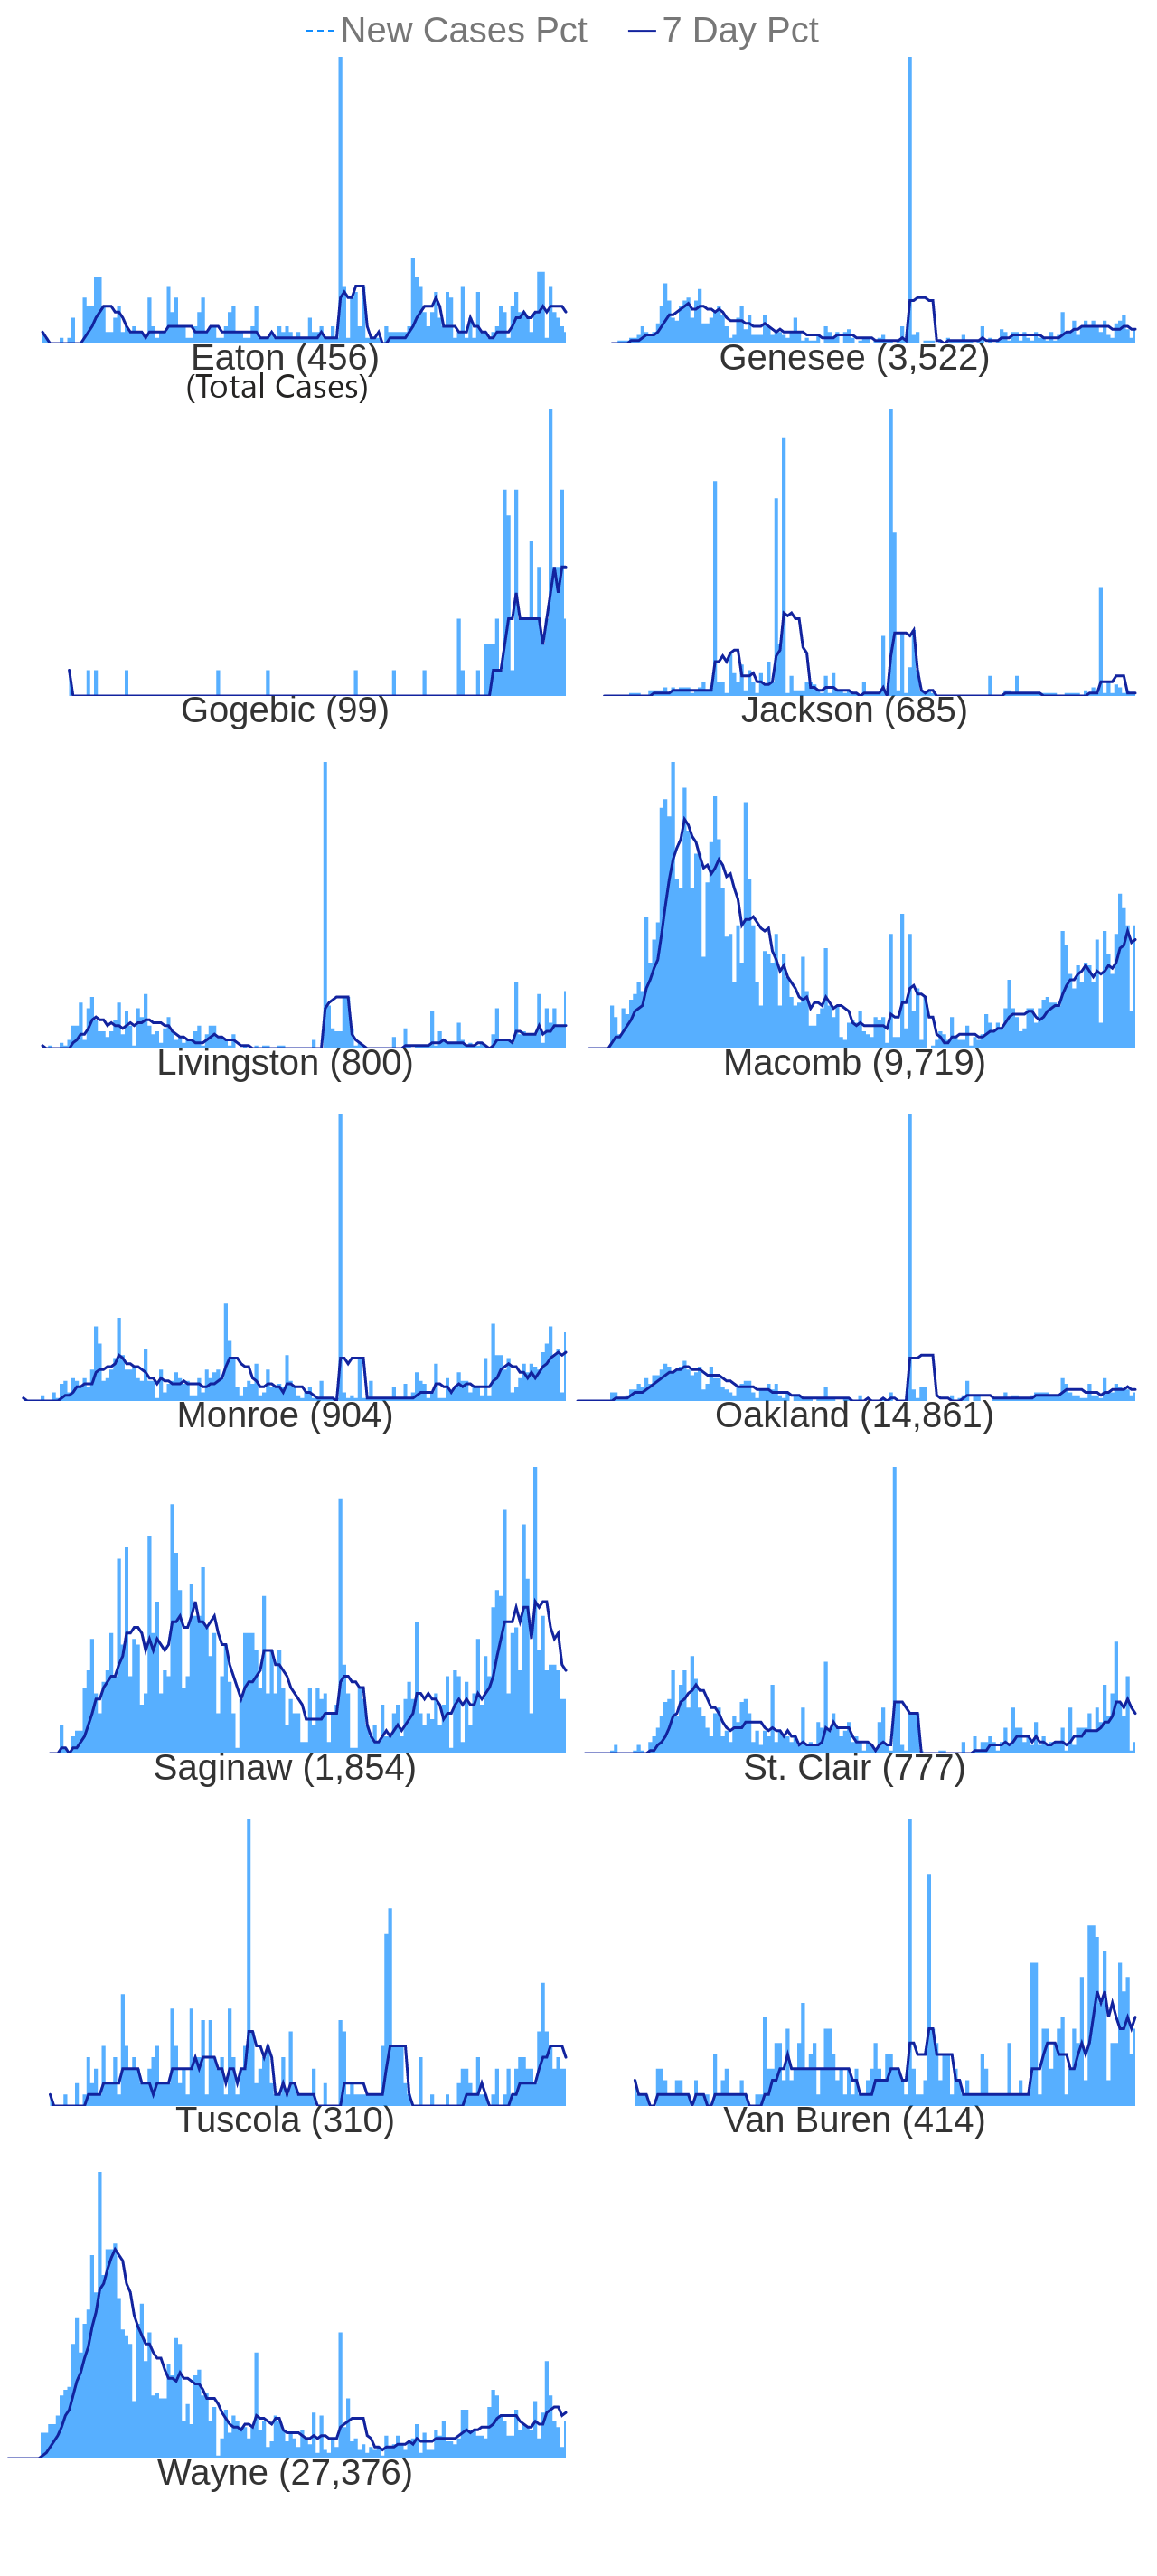 New Cases Pct 7 Day Pct
Eaton (456) Genesee (3,522)
(Total Cases)
Gogebic (99) Jackson (685)
Livingston (800) Macomb (9,719)
Monroe (904) Oakland (14,861)
Saginaw (1,854) St. Clair (777)
Tuscola (310) Van Buren (414)
Wayne (27,376)